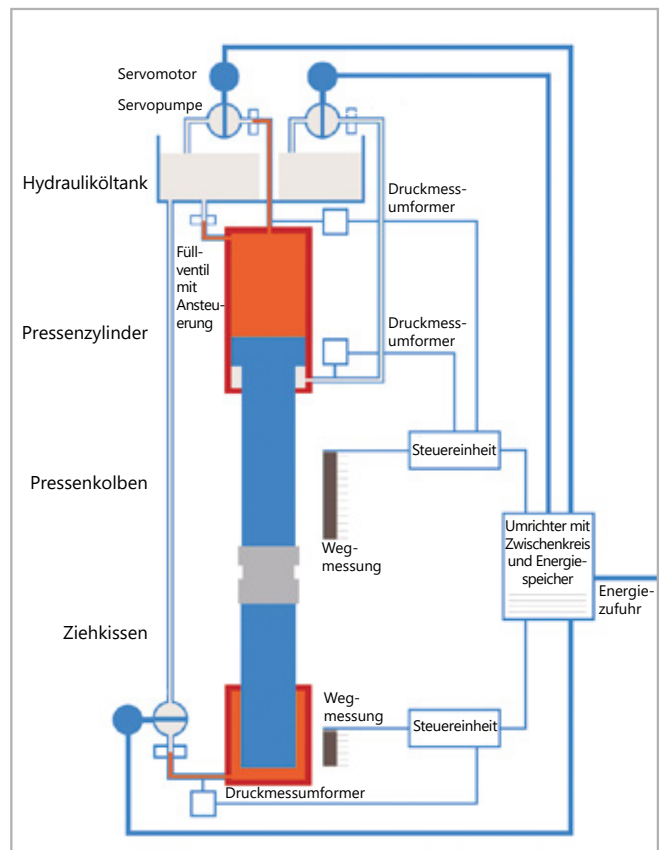 Servomotor
Servopumpe
Hydrauliköltank
Druckmess-
umformer
Füll-
ventil
mit
Ansteu-
erung
Pressenzylinder
Druckmess-
umformer
Steuereinheit
Pressenkolben
Weg-
messung
Umrichter mit
Zwischenkreis
und Energie-
speicher
Energie-
zufuhr
Ziehkissen
Weg-
messung
Steuereinheit
Druckmessumformer